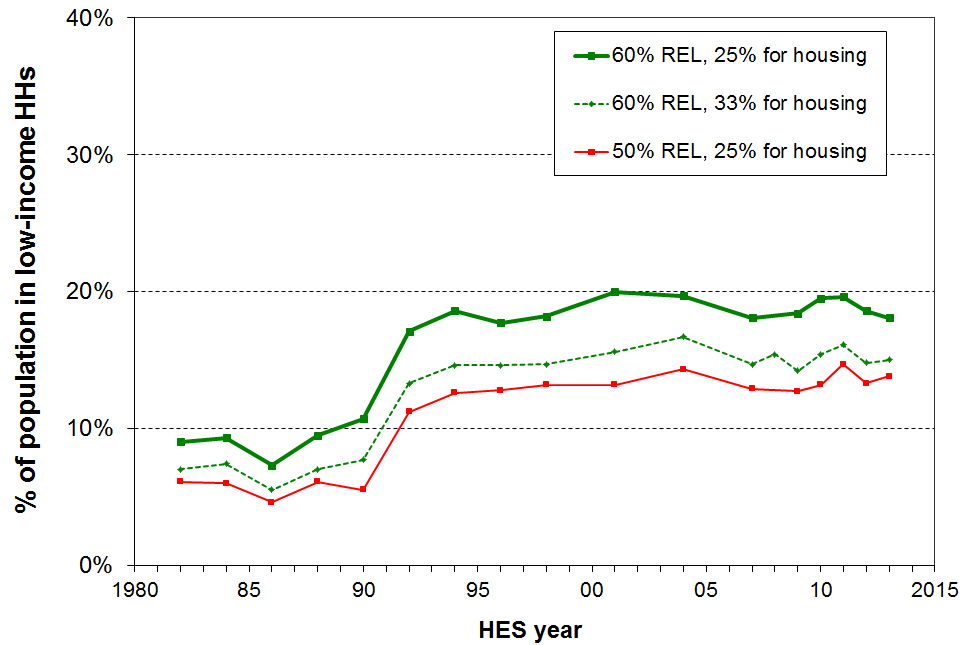 40%
30%
20%
10%
0%
% of population in low-income HHs
60% REL, 25% for housing
60% REL, 33% for housing
50% REL, 25% for housing
1980 85 90 95 00 05 10 2015
HES year